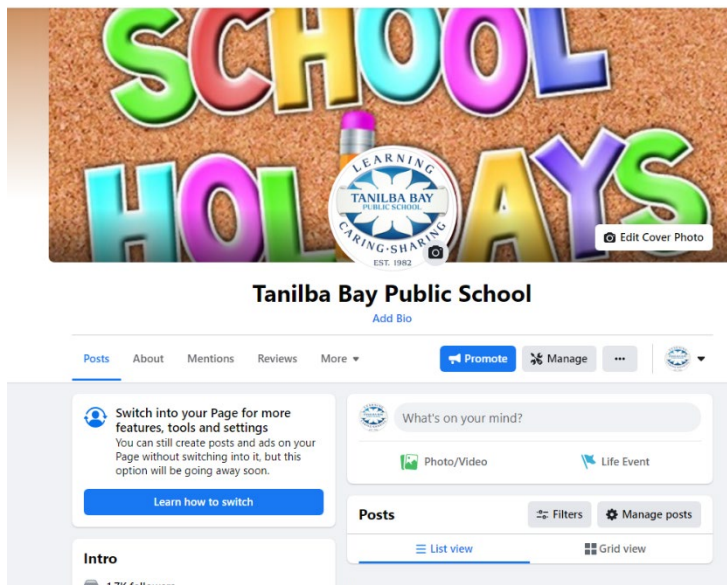 SCHOOL
HOLIDAYS
LEARNING
TANILBA BAY
PUBLIC SCHOOL
CARING·SHARING
EST. 1982
Edit Cover Photo
Tanilba Bay Public School
Add Bio
Posts About Mentions Reviews More
Promote Manage ...
Switch into your Page for more
features, tools and settings
You can still create posts and ads on your
Page without switching into it, but this
option will be going away soon.
Learn how to switch
What's on your mind?
Photo/Video Life Event
Posts Filters Manage posts
List view Grid view
Intro
1.7K followers